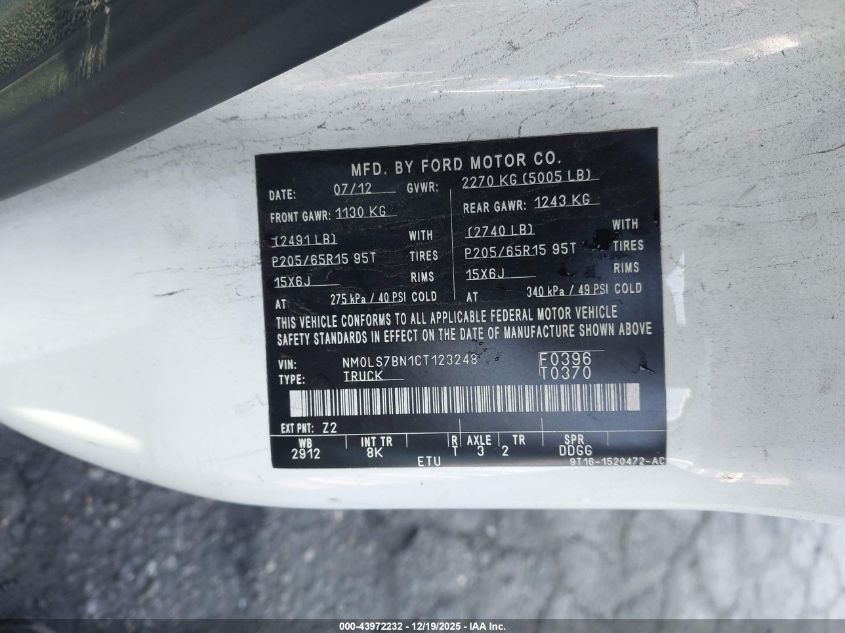 MFD. BY FORD MOTOR CO.
DATE: 07/12 GVWR: 2270 KG (5005 LB)
FRONT GAWR: 1130 KG REAR GAWR: 1243 KG
(2491 LB) WITH (2740 LB) WITH
P205/65R15 95T TIRES P205/65R15 95T TIRES
15X6J RIMS 15X6J RIMS
AT 275 kPa / 40 PSI COLD AT 340 kPa / 49 PSI COLD
THIS VEHICLE CONFORMS TO ALL APPLICABLE FEDERAL MOTOR VEHICLE
SAFETY STANDARDS IN EFFECT ON THE DATE OF MANUFACTURE SHOWN ABOVE
VIN: NM0LS7BN1CT123248 F0396
TYPE: TRUCK T0370
EXT PNT: Z2
WB INT TR R AXLE TR SPR
2912 8K T 3 2 DDGG
ETU 9T16-1520472-AC
000-43972232 - 12/19/2025 - IAA Inc.